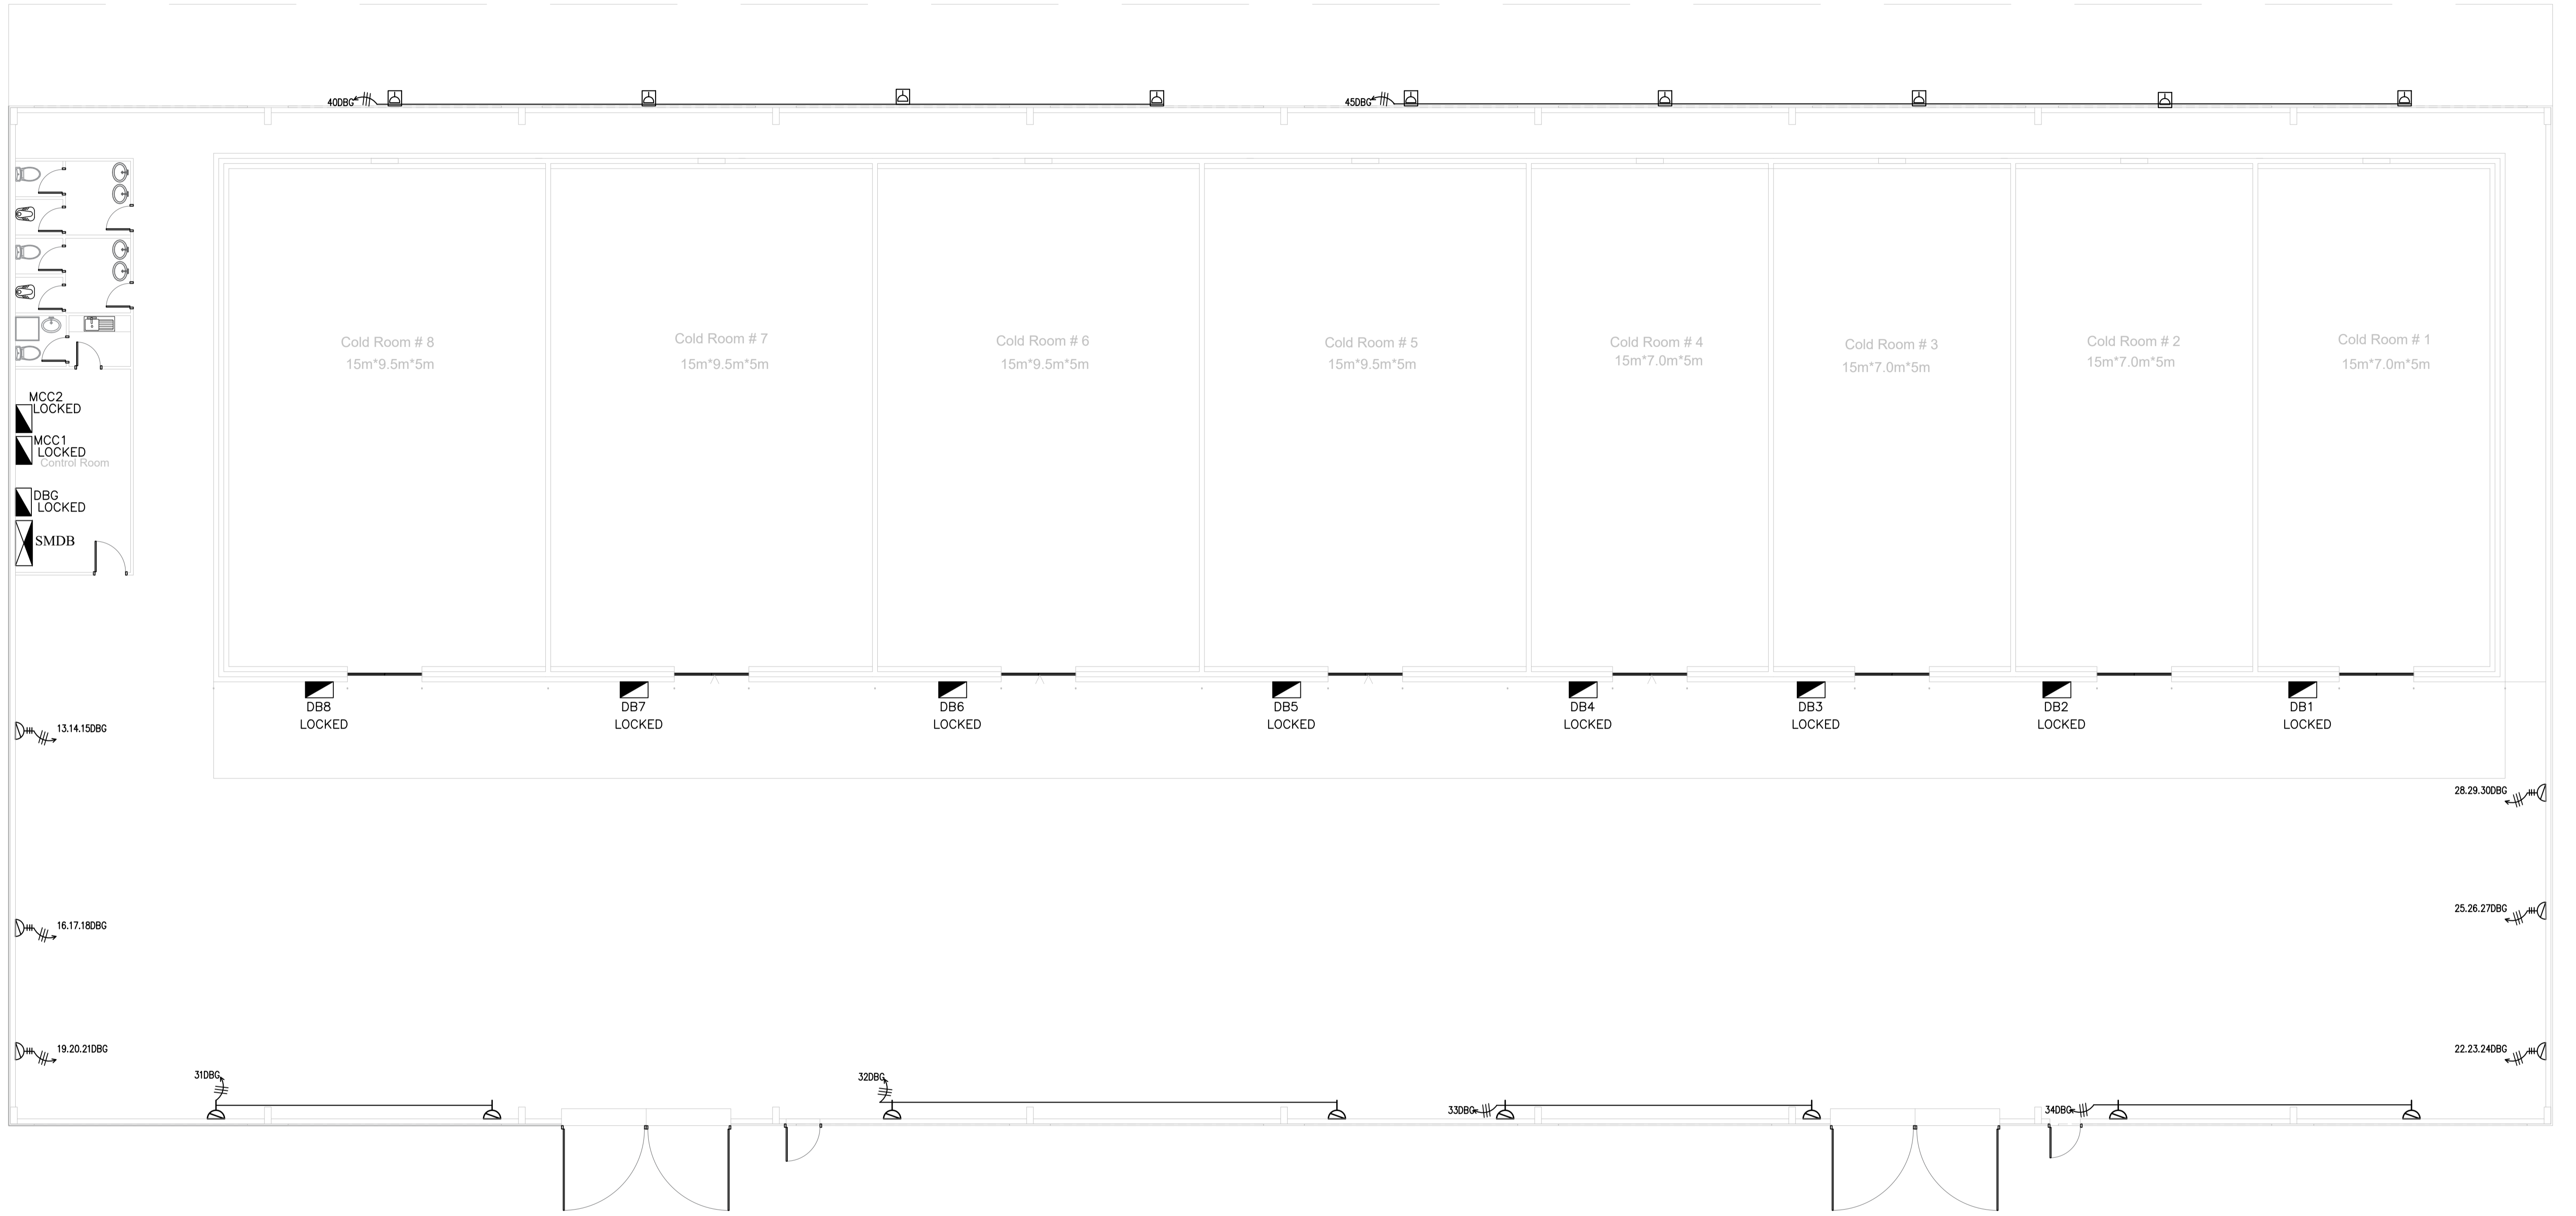 40DBG
45DBG
Cold Room # 8
15m*9.5m*5m
Cold Room # 7
15m*9.5m*5m
Cold Room # 6
15m*9.5m*5m
Cold Room # 5
15m*9.5m*5m
Cold Room # 4
15m*7.0m*5m
Cold Room # 3
15m*7.0m*5m
Cold Room # 2
15m*7.0m*5m
Cold Room # 1
15m*7.0m*5m
MCC2
LOCKED
MCC1
LOCKED
Control Room
DBG
LOCKED
SMDB
DB8
LOCKED
DB7
LOCKED
DB6
LOCKED
DB5
LOCKED
DB4
LOCKED
DB3
LOCKED
DB2
LOCKED
DB1
LOCKED
13.14.15DBG
28.29.30DBG
16.17.18DBG
25.26.27DBG
19.20.21DBG
22.23.24DBG
31DBG
32DBG
33DBG
34DBG